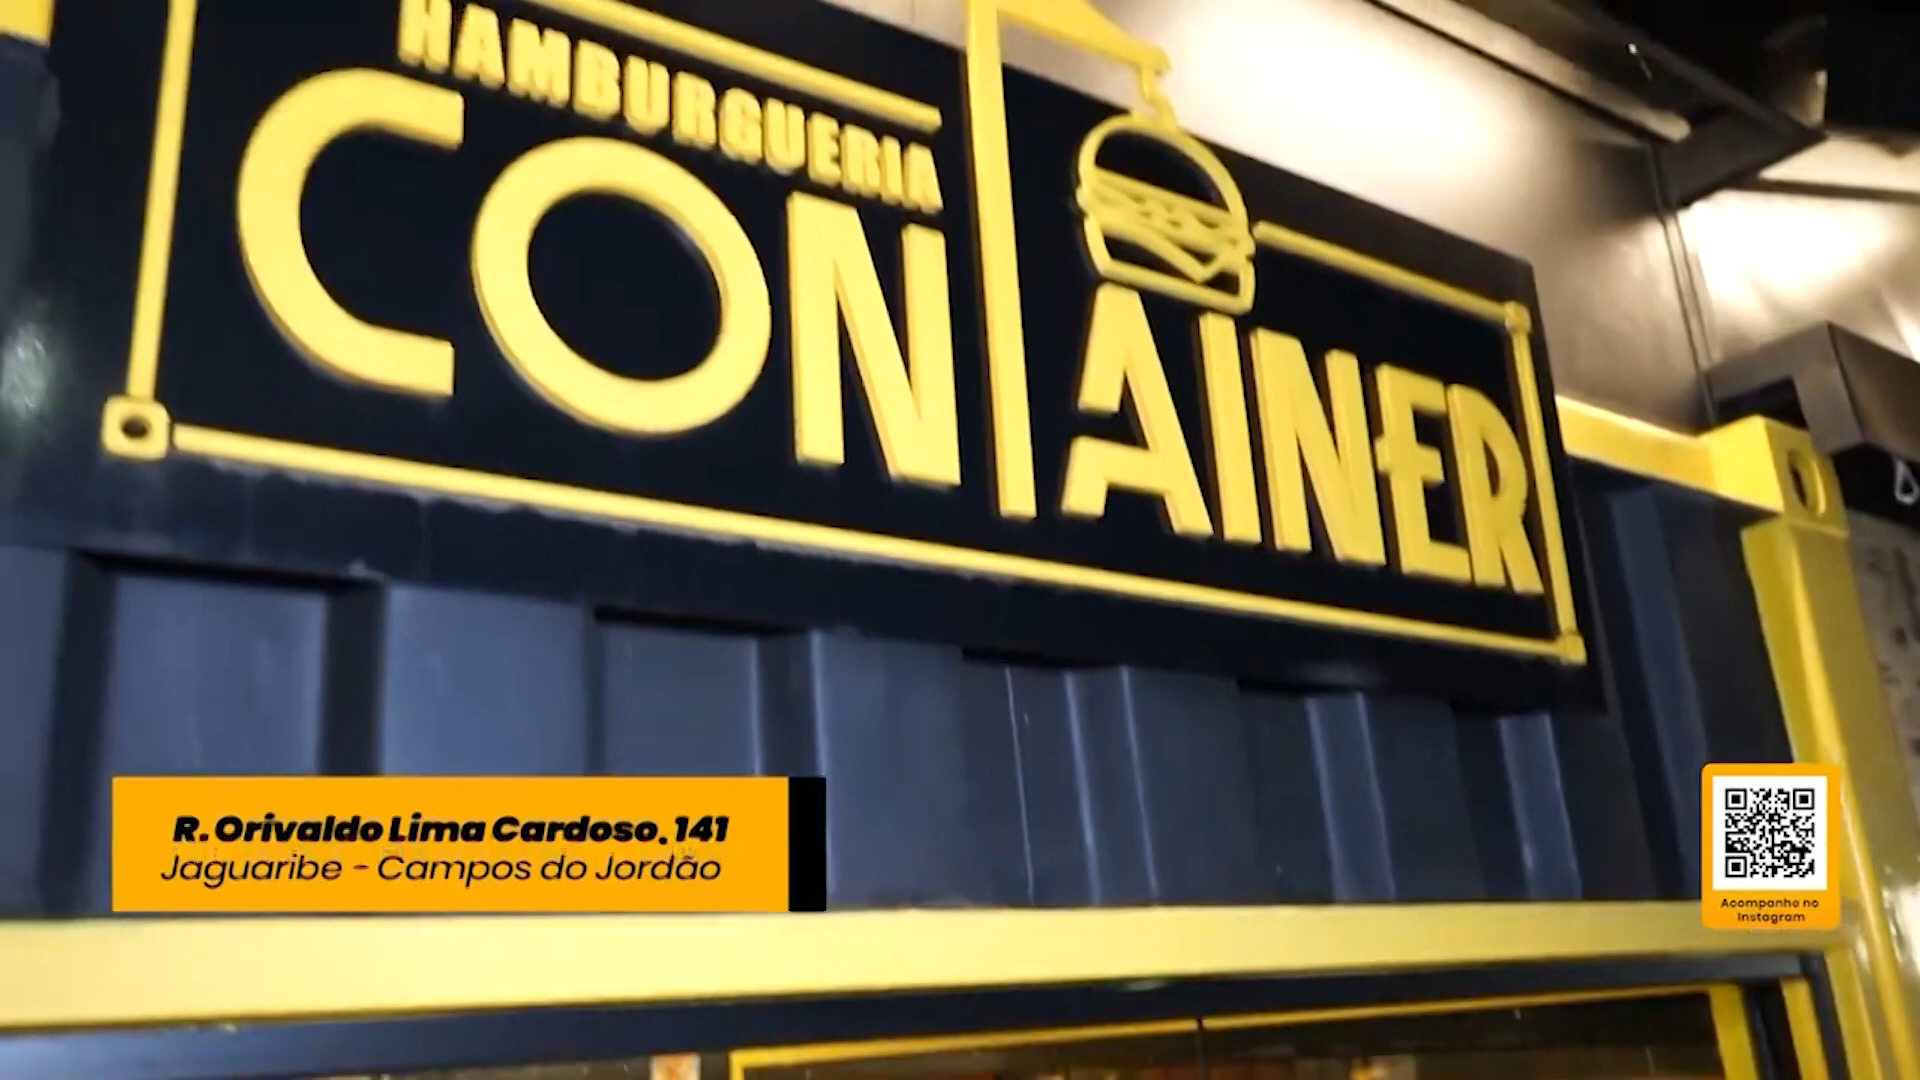 HAMBURGUERIA
CONTAINER
R. Orivaldo Lima Cardoso, 141
Jaguaribe - Campos do Jordão
Acompanhe no
Instagram